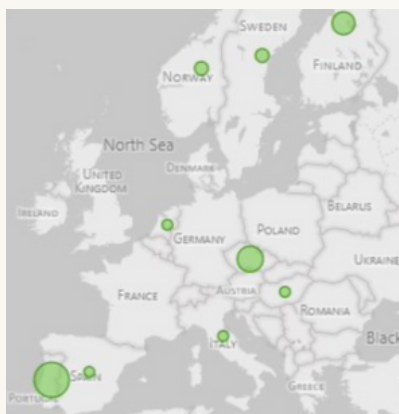 SWEDEN
NORWAY
FINLAND
North Sea
DENMARK
UNITED
KINGDOM
IRELAND
BELARUS
POLAND
GERMANY
UKRAINE
AUSTRIA
FRANCE
ROMANIA
ITALY
Black
SPAIN
GREECE
PORTUGAL